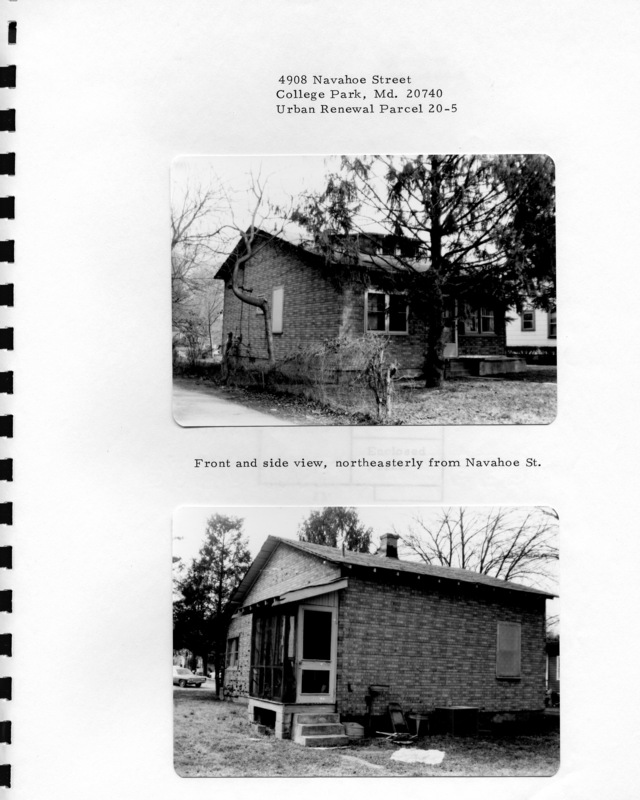 4908 Navahoe Street
College Park, Md. 20740
Urban Renewal Parcel 20-5
Front and side view, northeasterly from Navahoe St.